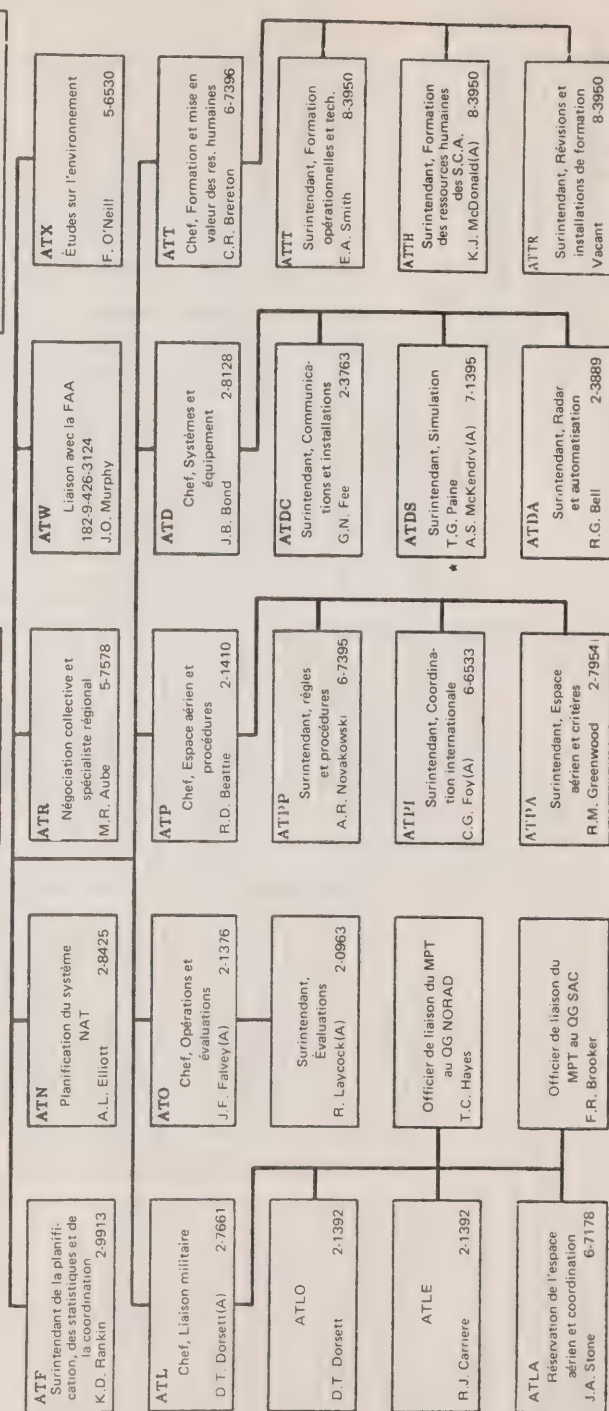 ATF
Surintendant de la planifi-
cation, des statistiques et de
la coordination
K.D. Rankin 2-9913
ATN
Planification du système
NAT
A.L. Elliott 2-8425
ATR
Négociation collective et
spécialiste régional
M.R. Aube 5-7578
ATW
Liaison avec la FAA
182-9-426-3124
J.O. Murphy
ATX
Études sur l'environnement
F. O'Neill 5-6530
ATL
Chef, Liaison militaire
D.T. Dorsett(A) 2-7661
ATO
Chef, Opérations et
évaluations
J.F. Falvey(A) 2-1376
ATP
Chef, Espace aérien et
procédures
R.D. Beattie 2-1410
ATD
Chef, Systèmes et
équipement
J.B. Bond 2-8128
ATT
Chef, Formation et mise en
valeur des res. humaines
C.R. Brereton 6-7396
ATLO
D.T. Dorsett 2-1392
Surintendant,
Évaluations
R. Laycock(A) 2-0963
ATPP
Surintendant, règles
et procédures
A.R. Novakowski 6-7395
ATDC
Surintendant, Communica-
tions et installations
G.N. Fee 2-3763
ATTT
Surintendant, Formation
opérationnelles et tech.
E.A. Smith 8-3950
ATLE
R.J. Carriere 2-1392
Officier de liaison du MPT
au QG NORAD
T.C. Hayes
ATPI
Surintendant, Coordina-
tion internationale
C.G. Foy(A) 6-6533
ATDS
Surintendant, Simulation
* T.G. Paine
A.S. McKendry(A) 7-1395
ATTH
Surintendant, Formation
des ressources humaines
des S.C.A.
K.J. McDonald(A) 8-3950
ATLA
Réservation de l'espace
aérien et coordination
J.A. Stone 6-7178
Officier de liaison du
MPT au QG SAC
F.R. Brooker
ATPA
Surintendant, Espace
aérien et critères
R.M. Greenwood 2-7954
ATDA
Surintendant, Radar
et automatisation
R.G. Bell 2-3889
ATTR
Surintendant, Révisions et
installations de formation
Vacant 8-3950